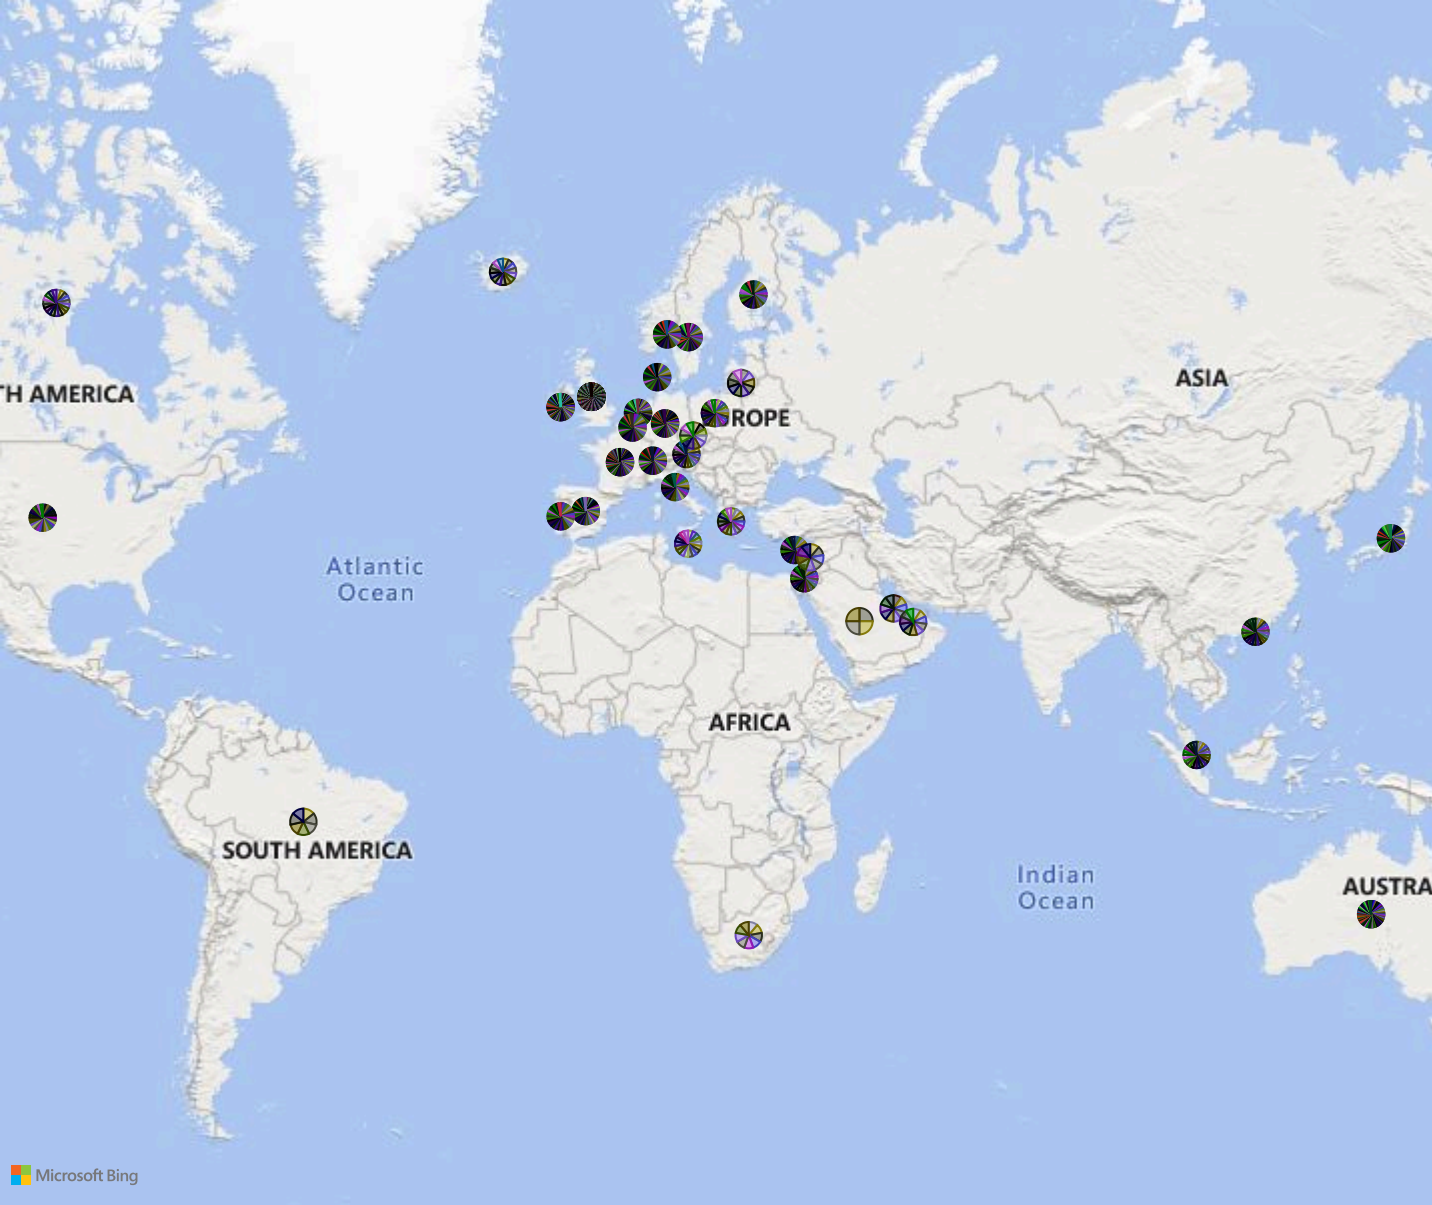 ASIA
TH AMERICA
ROPE
Atlantic
Ocean
AFRICA
SOUTH AMERICA
Indian
Ocean
AUSTRA
Microsoft Bing